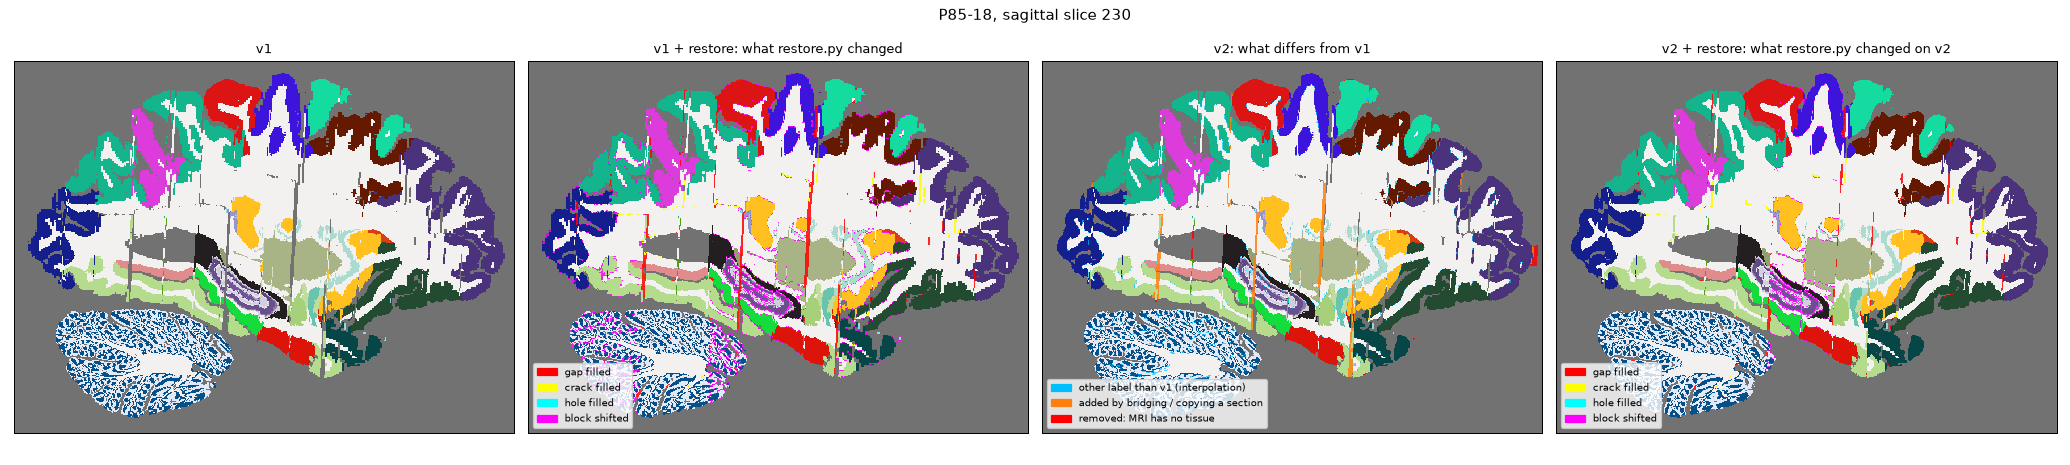 P85-18, sagittal slice 230
v1
v1 + restore: what restore.py changed
v2: what differs from v1
v2 + restore: what restore.py changed on v2
gap filled
crack filled
hole filled
block shifted
other label than v1 (interpolation)
added by bridging / copying a section
removed: MRI has no tissue
gap filled
crack filled
hole filled
block shifted